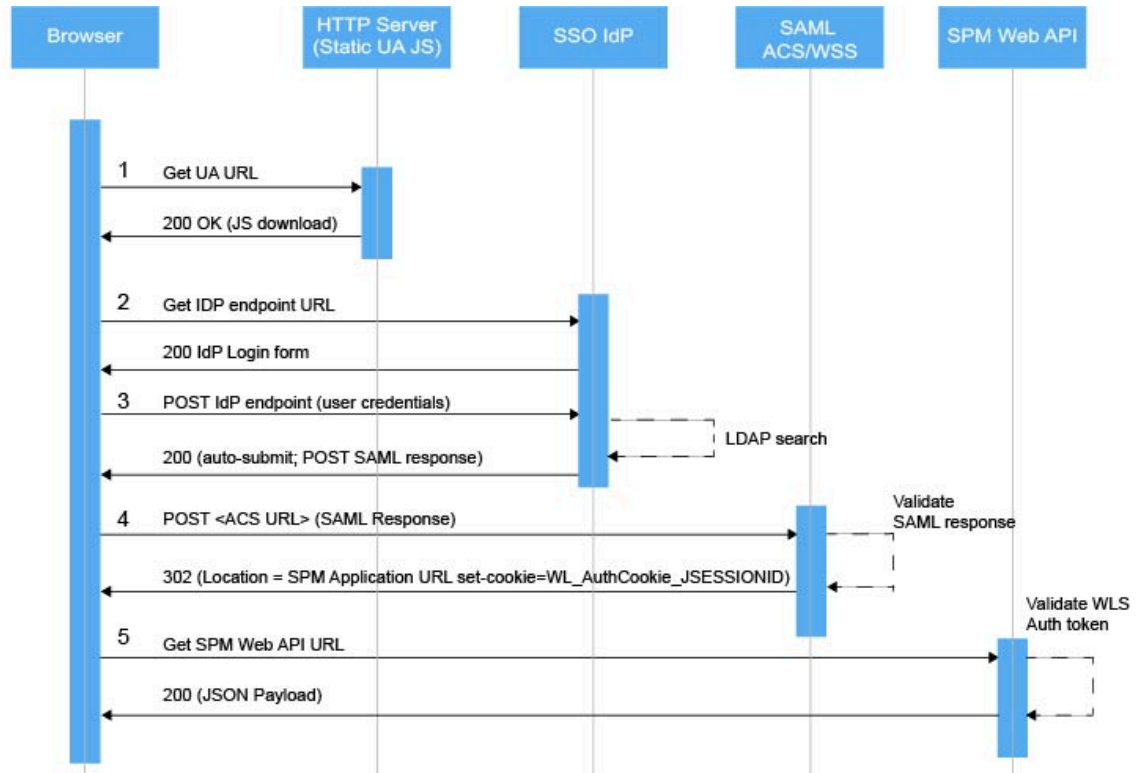 Browser
HTTP Server
(Static UA JS)
SSO IdP
SAML
ACS/WSS
SPM Web API
1 Get UA URL
200 OK (JS download)
2 Get IDP endpoint URL
200 IdP Login form
3 POST IdP endpoint (user credentials)
LDAP search
200 (auto-submit; POST SAML response)
4 POST <ACS URL> (SAML Response)
Validate
SAML response
302 (Location = SPM Application URL set-cookie=WL_AuthCookie_JSESSIONID)
Validate WLS
Auth token
5 Get SPM Web API URL
200 (JSON Payload)